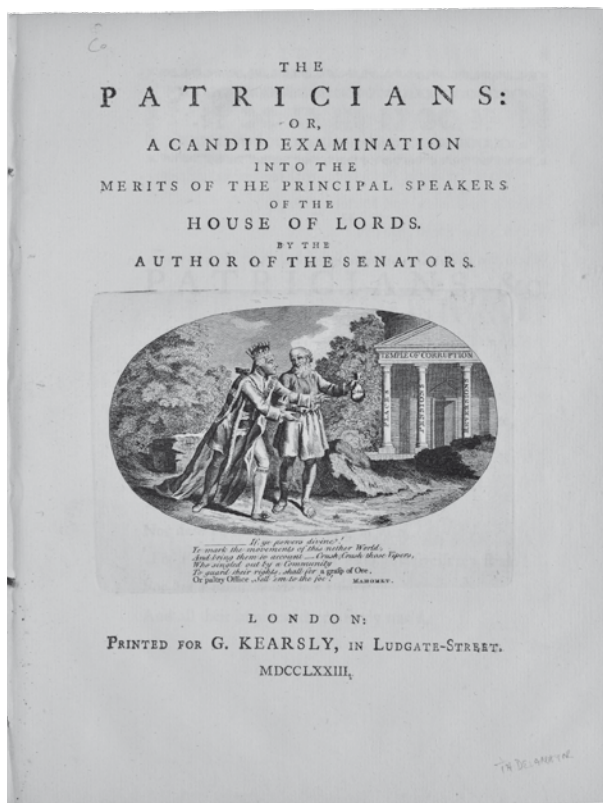 Co
THE
PATRICIANS:
OR,
A CANDID EXAMINATION
INTO THE
MERITS OF THE PRINCIPAL SPEAKERS
OF THE
HOUSE OF LORDS.
BY THE
AUTHOR OF THE SENATORS.
TEMPLE OF CORRUPTION
PLACES
PENSIONS
If ye powers divine!
To mark the movements of this nether World,
And bring them to account Crush, Crush those Vipers,
Who singled out by a Community
To guard their rights, shall for a grasp of Ore,
Or paltry Office, Sell 'em to the foe!
MAHOMET.
LONDON:
PRINTED FOR G. KEARSLY, IN LUDGATE-STREET.
MDCCLXXIII.